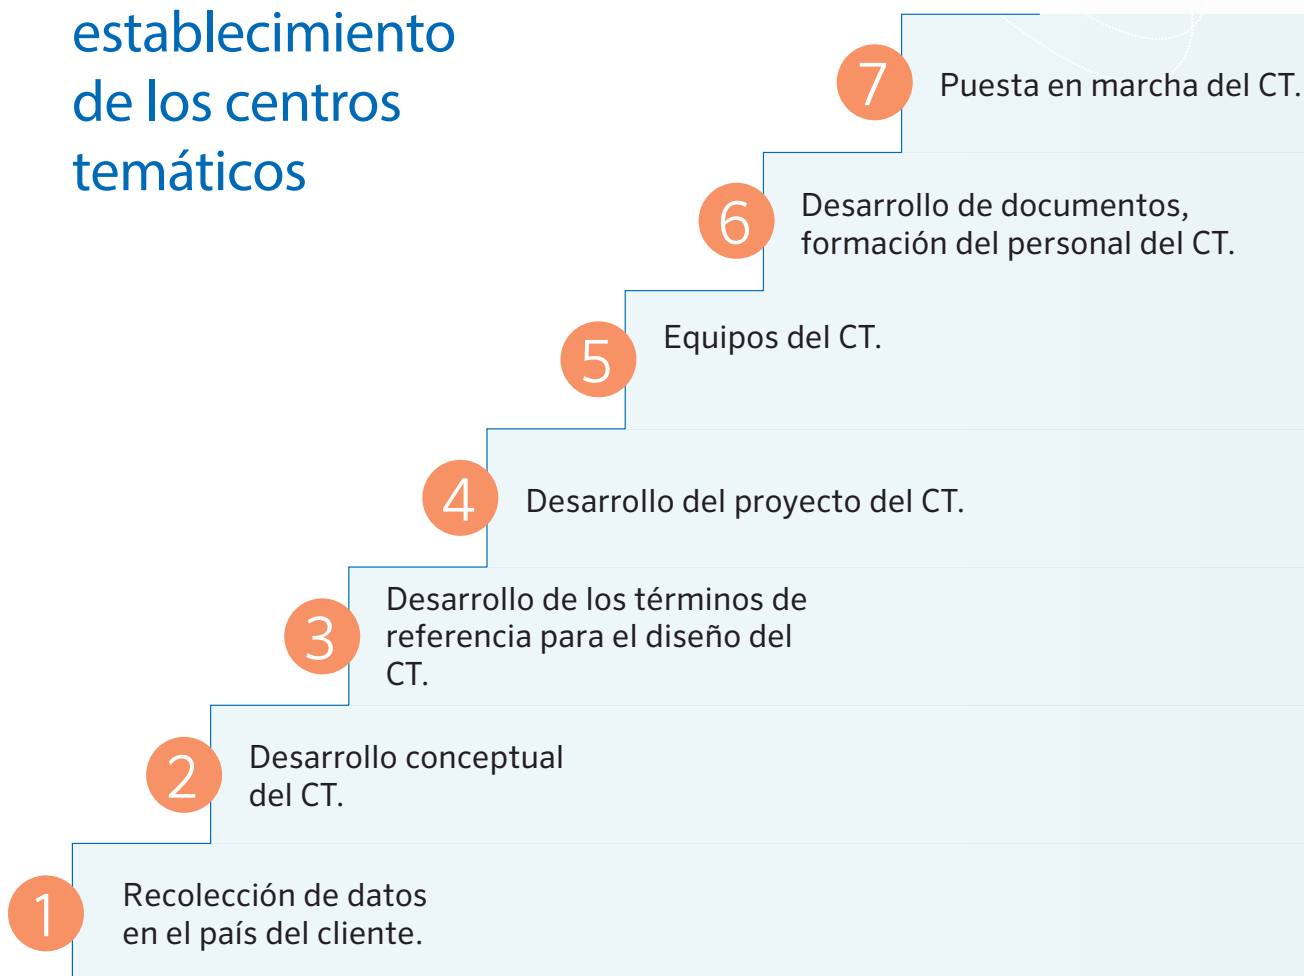 establecimiento
de los centros
temáticos
7
Puesta en marcha del CT.
6
Desarrollo de documentos,
formación del personal del CT.
5
Equipos del CT.
4
Desarrollo del proyecto del CT.
3
Desarrollo de los términos de
referencia para el diseño del
CT.
2
Desarrollo conceptual
del CT.
1
Recolección de datos
en el país del cliente.